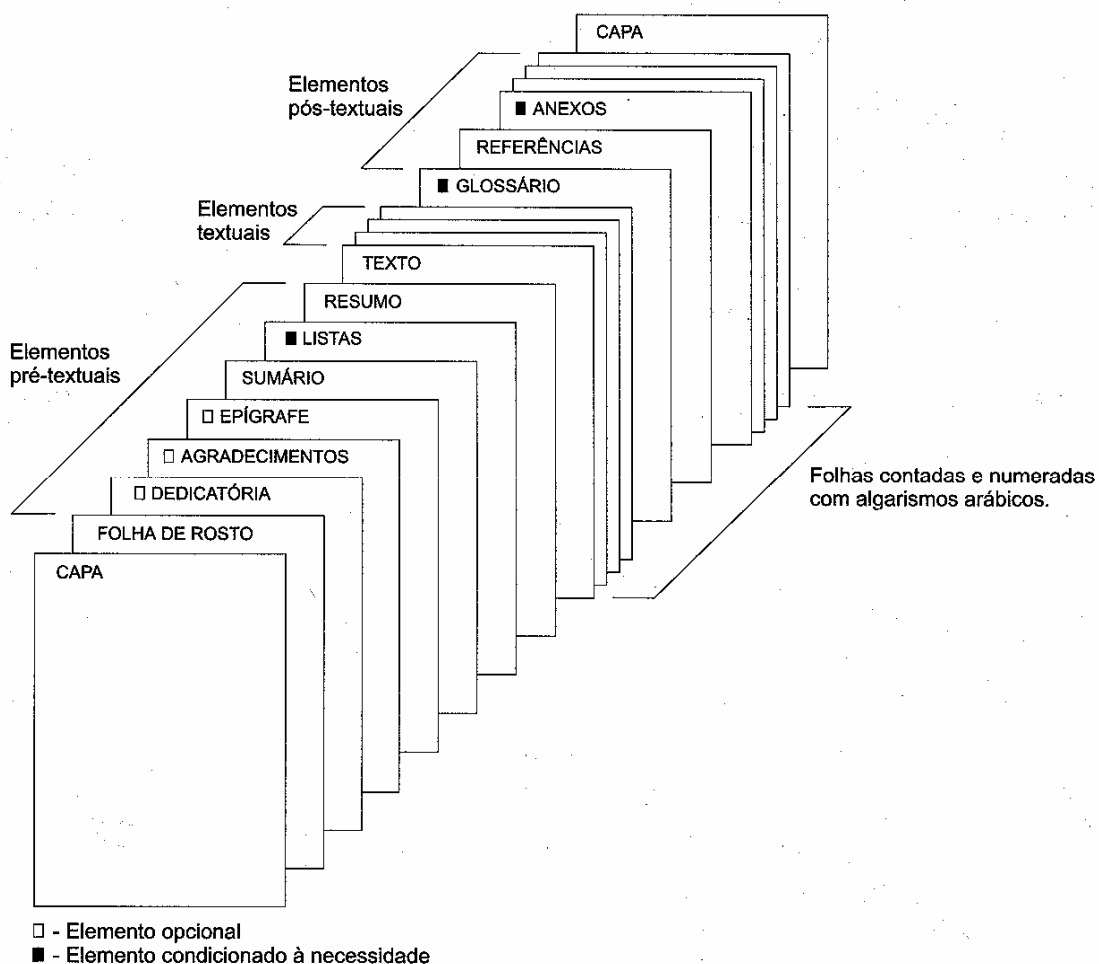 CAPA
Elementos
pós-textuais
■ ANEXOS
REFERÊNCIAS
■ GLOSSÁRIO
Elementos
textuais
TEXTO
RESUMO
■ LISTAS
Elementos
pré-textuais
SUMÁRIO
□ EPÍGRAFE
□ AGRADECIMENTOS
□ DEDICATÓRIA
FOLHA DE ROSTO
CAPA
Folhas contadas e numeradas
com algarismos arábicos.
□ - Elemento opcional
■ - Elemento condicionado à necessidade